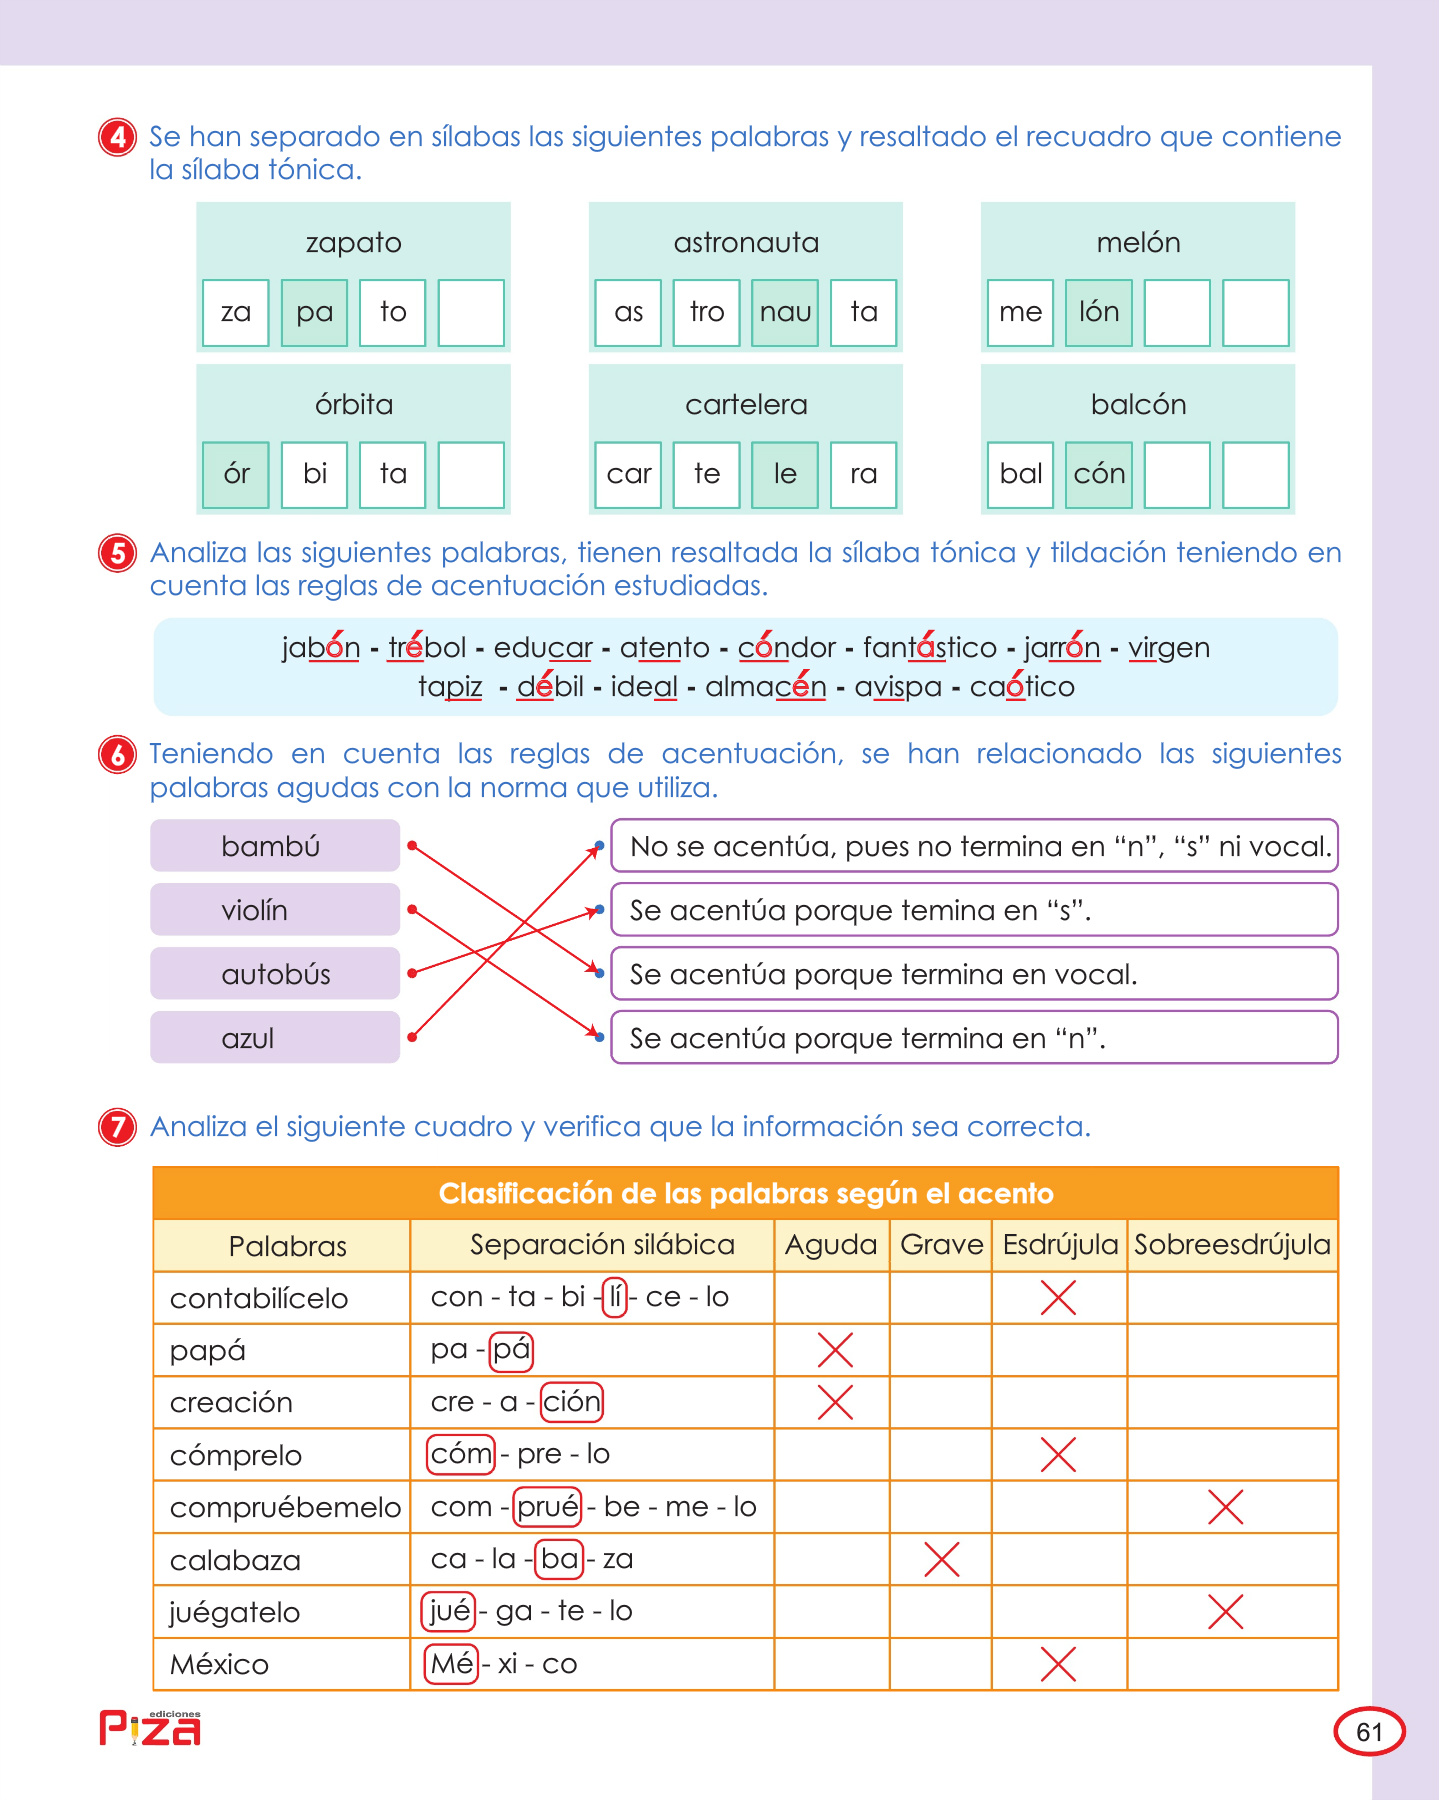 4 Se han separado en sílabas las siguientes palabras y resaltado el recuadro que contiene
la sílaba tónica.
zapato
za pa to
astronauta
as tro nau ta
melón
me lón
órbita
ór bi ta
cartelera
car te le ra
balcón
bal cón
5 Analiza las siguientes palabras, tienen resaltada la sílaba tónica y tildación teniendo en
cuenta las reglas de acentuación estudiadas.
jabón - trébol - educar - atento - cóndor - fantástico - jarrón - virgen
tapiz - débil - ideal - almacén - avispa - caótico
6 Teniendo en cuenta las reglas de acentuación, se han relacionado las siguientes
palabras agudas con la norma que utiliza.
bambú
No se acentúa, pues no termina en “n”, “s” ni vocal.
violín
Se acentúa porque temina en “s”.
autobús
Se acentúa porque termina en vocal.
azul
Se acentúa porque termina en “n”.
7 Analiza el siguiente cuadro y verifica que la información sea correcta.
Clasificación de las palabras según el acento
Palabras Separación silábica Aguda Grave Esdrújula Sobreesdrújula
contabilícelo con - ta - bi - lí - ce - lo
papá pa - pá
creación cre - a - ción
cómprelo cóm - pre - lo
compruébemelo com - prué - be - me - lo
calabaza ca - la - ba - za
juégatelo jué - ga - te - lo
México Mé - xi - co
ediciones
Piza
61